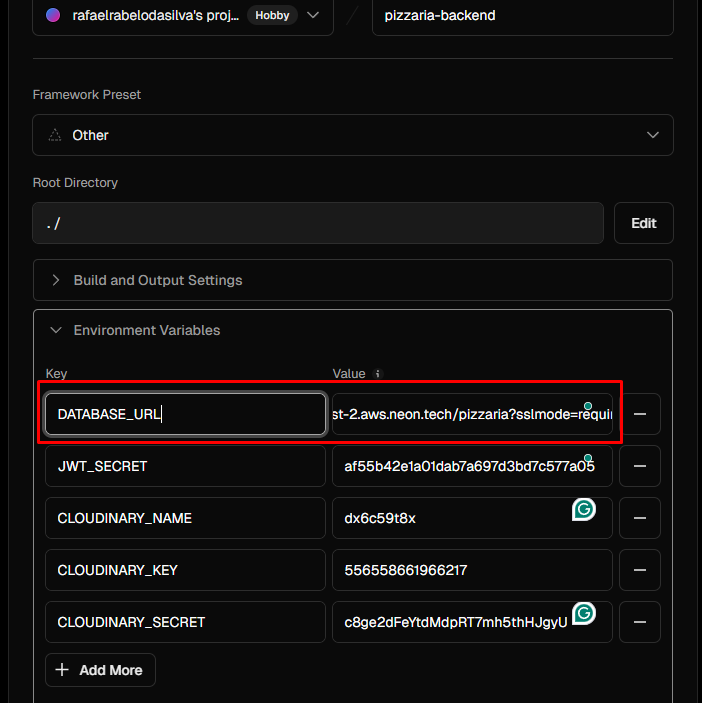 rafaelrabelodasilva's proj... Hobby
pizzaria-backend
Framework Preset
Other
Root Directory
./
Edit
Build and Output Settings
Environment Variables
Key Value i
DATABASE_URL st-2.aws.neon.tech/pizzaria?sslmode=requir
JWT_SECRET af55b42e1a01dab7a697d3bd7c577a05
CLOUDINARY_NAME dx6c59t8x
CLOUDINARY_KEY 556558661966217
CLOUDINARY_SECRET c8ge2dFeYtdMdpRT7mh5thHJgyU
Add More